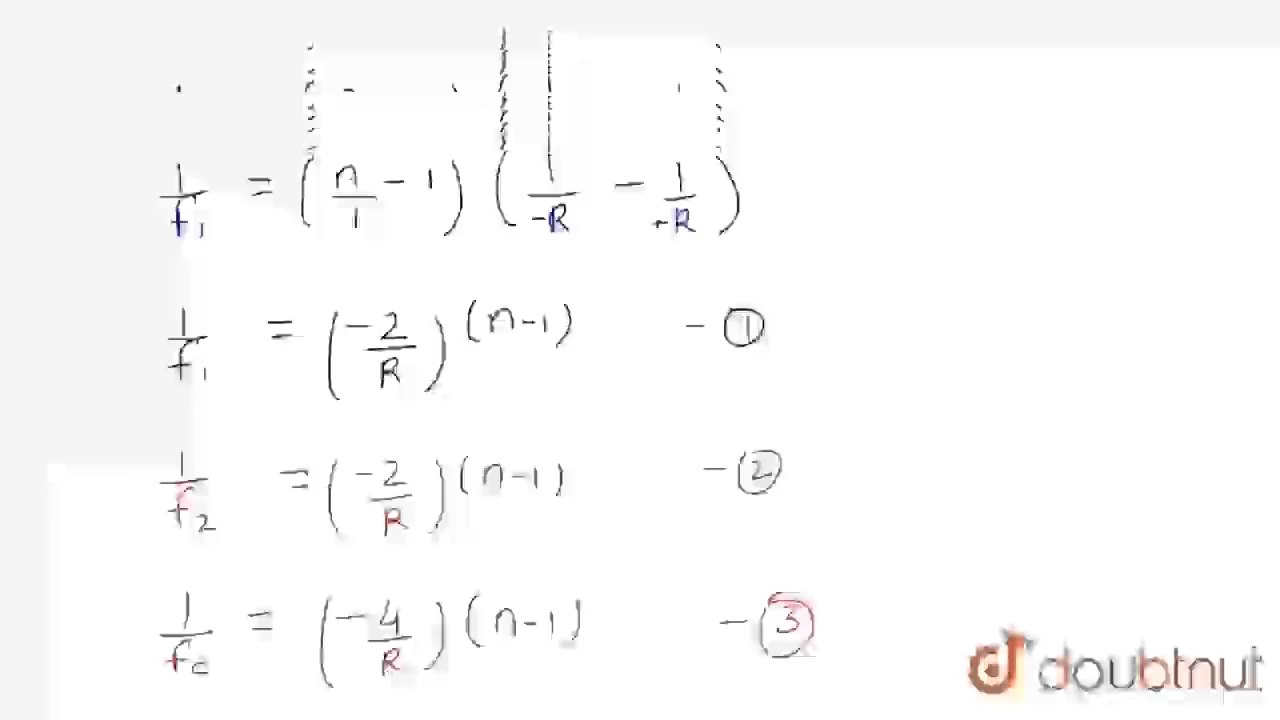 1/f₁ = (n/1 - 1) (1/-R - 1/+R)
1/f₁ = (-2/R) (n-1) - ①
1/f₂ = (-2/R) (n-1) - ②
1/f꜀ = (-4/R) (n-1) - ③
doubtnut